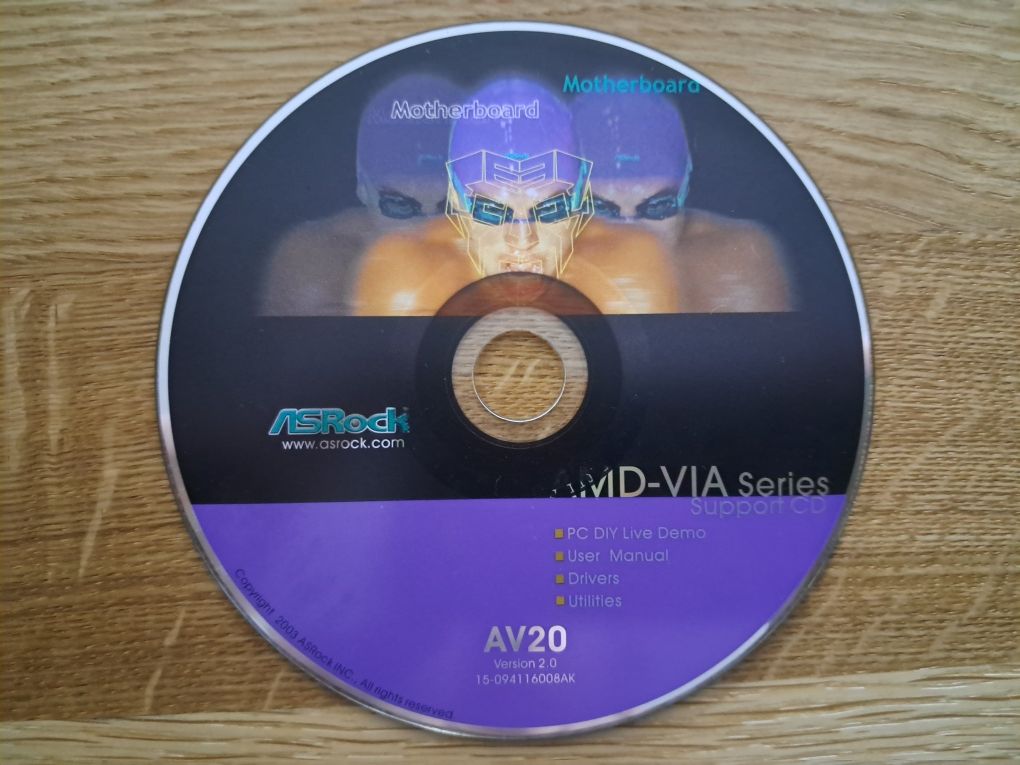 Motherboard
Motherboard
ASRock
www.asrock.com
AMD-VIA Series
Support CD
PC DIY Live Demo
User Manual
Drivers
Utilities
AV20
Version 2.0
15-094116008AK
Copyright 2003 ASRock INC., All rights reserved